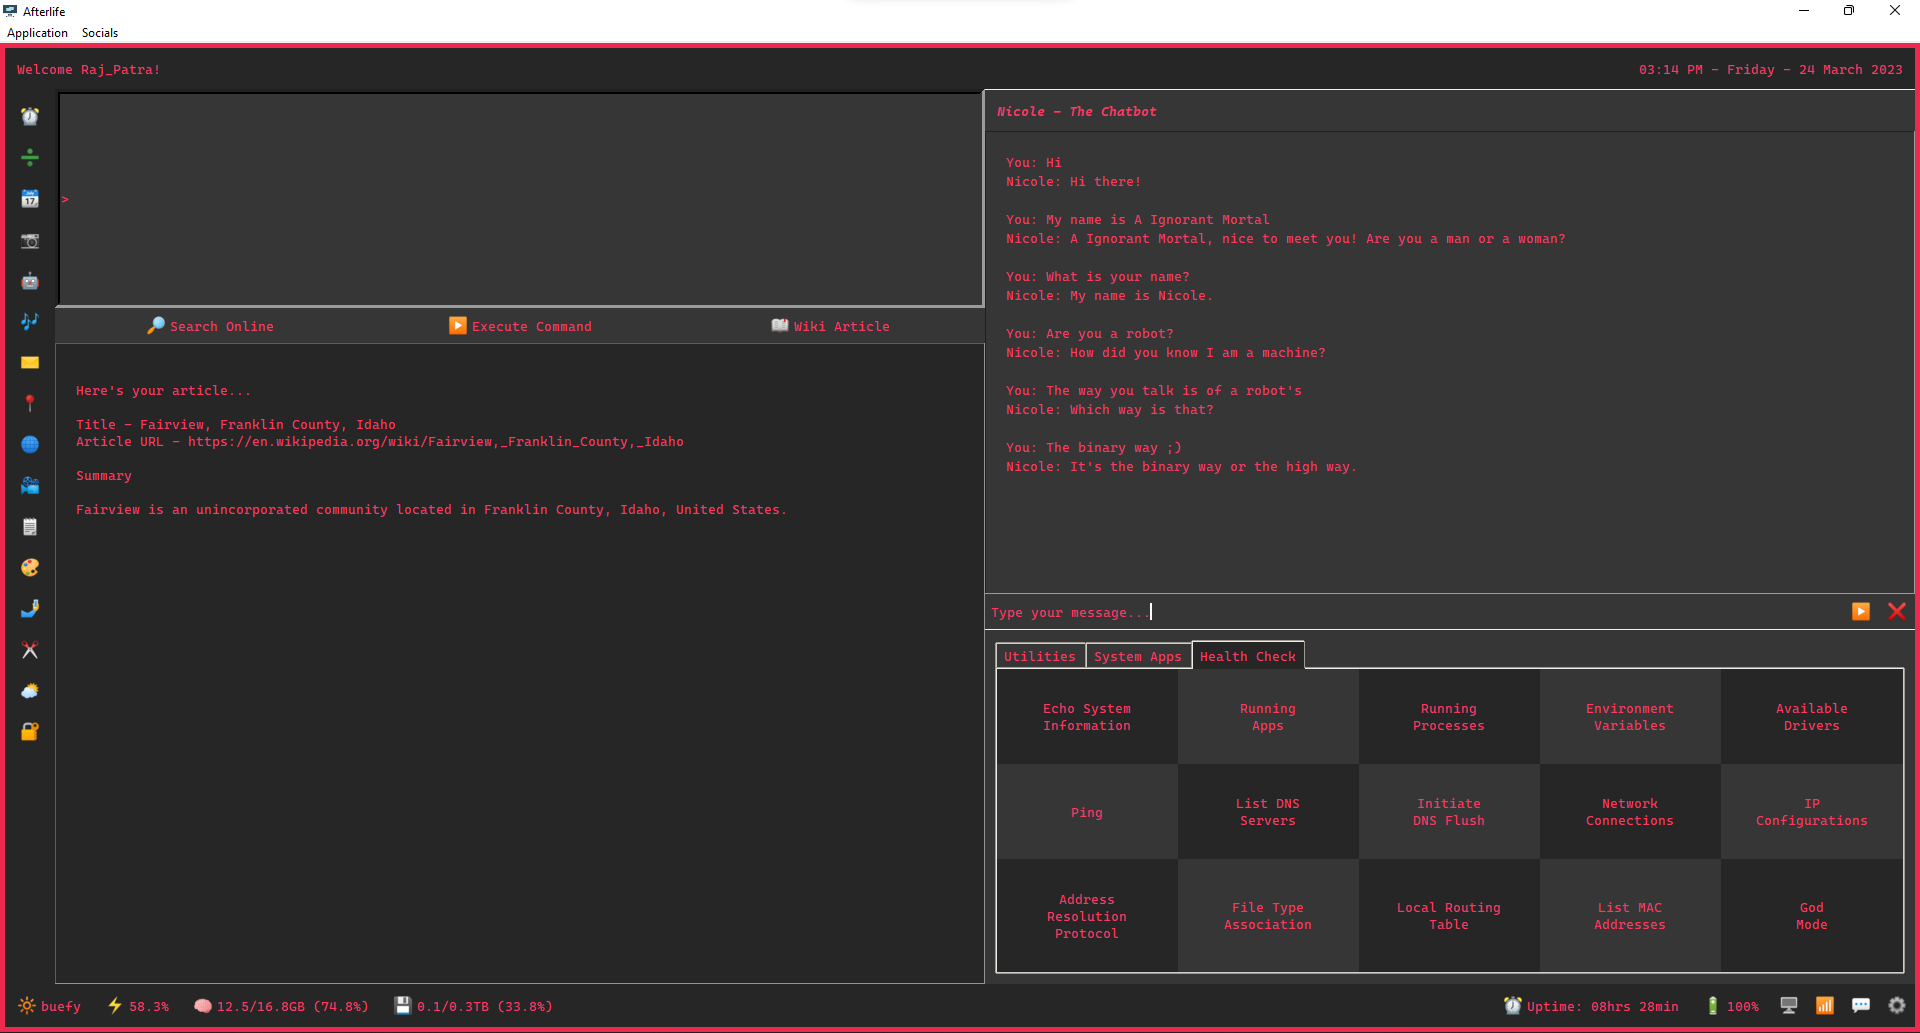 Afterlife
Application Socials
Welcome Raj_Patra!
03:14 PM - Friday - 24 March 2023
>
Search Online
Execute Command
Wiki Article
Here's your article...
Title - Fairview, Franklin County, Idaho
Article URL - https://en.wikipedia.org/wiki/Fairview,_Franklin_County,_Idaho
Summary
Fairview is an unincorporated community located in Franklin County, Idaho, United States.
Nicole - The Chatbot
You: Hi
Nicole: Hi there!
You: My name is A Ignorant Mortal
Nicole: A Ignorant Mortal, nice to meet you! Are you a man or a woman?
You: What is your name?
Nicole: My name is Nicole.
You: Are you a robot?
Nicole: How did you know I am a machine?
You: The way you talk is of a robot's
Nicole: Which way is that?
You: The binary way ;)
Nicole: It's the binary way or the high way.
Type your message...
Utilities
System Apps
Health Check
Echo System
Information
Running
Apps
Running
Processes
Environment
Variables
Available
Drivers
Ping
List DNS
Servers
Initiate
DNS Flush
Network
Connections
IP
Configurations
Address
Resolution
Protocol
File Type
Association
Local Routing
Table
List MAC
Addresses
God
Mode
buefy
58.3%
12.5/16.8GB (74.8%)
0.1/0.3TB (33.8%)
Uptime: 08hrs 28min
100%